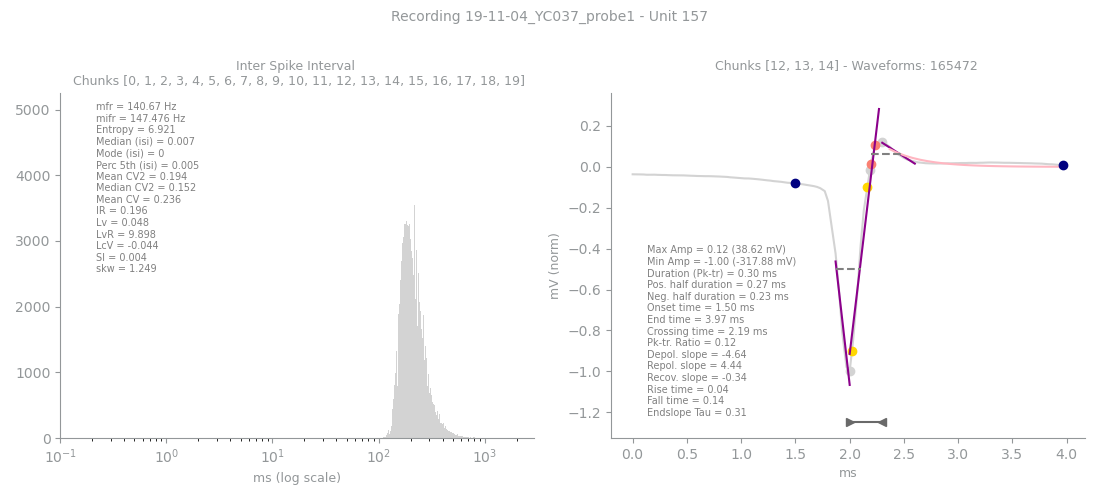 Recording 19-11-04_YC037_probe1 - Unit 157
Inter Spike Interval
Chunks [0, 1, 2, 3, 4, 5, 6, 7, 8, 9, 10, 11, 12, 13, 14, 15, 16, 17, 18, 19]
5000
4000
3000
2000
1000
0
mfr = 140.67 Hz
mifr = 147.476 Hz
Entropy = 6.921
Median (isi) = 0.007
Mode (isi) = 0
Perc 5th (isi) = 0.005
Mean CV2 = 0.194
Median CV2 = 0.152
Mean CV = 0.236
IR = 0.196
Lv = 0.048
LvR = 9.898
LcV = -0.044
SI = 0.004
skw = 1.249
10⁻¹ 10⁰ 10¹ 10² 10³
ms (log scale)
Chunks [12, 13, 14] - Waveforms: 165472
mV (norm)
0.2
0.0
−0.2
−0.4
−0.6
−0.8
−1.0
−1.2
Max Amp = 0.12 (38.62 mV)
Min Amp = -1.00 (-317.88 mV)
Duration (Pk-tr) = 0.30 ms
Pos. half duration = 0.27 ms
Neg. half duration = 0.23 ms
Onset time = 1.50 ms
End time = 3.97 ms
Crossing time = 2.19 ms
Pk-tr. Ratio = 0.12
Depol. slope = -4.64
Repol. slope = 4.44
Recov. slope = -0.34
Rise time = 0.04
Fall time = 0.14
Endslope Tau = 0.31
0.0 0.5 1.0 1.5 2.0 2.5 3.0 3.5 4.0
ms